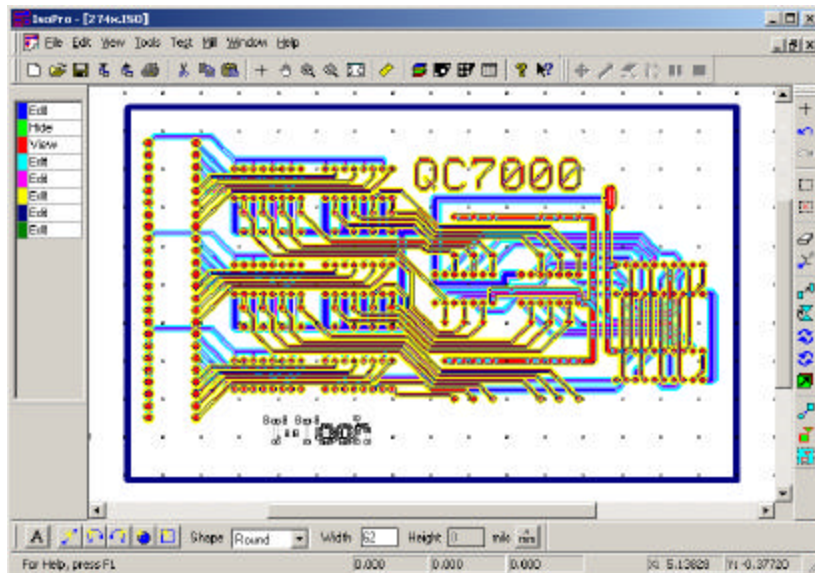 IsoPro - [274x.ISO]
File Edit View Tools Test Mill Window Help
Edit
Hide
View
Edit
Edit
Edit
Edit
Edit
QC7000
A Shape Round Width 62 Height 0 mils mm
For Help, press F1 0.000 0.000 0.000 X: 5.13828 Y: -0.37720